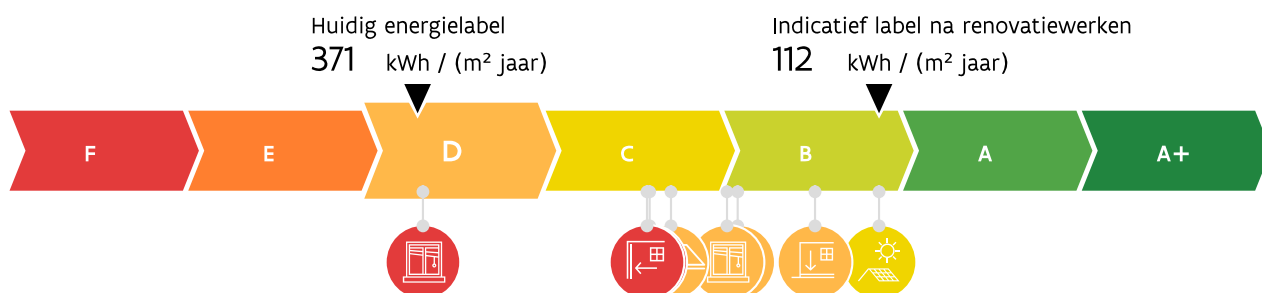 Huidig energielabel
371 kWh / (m² jaar)
Indicatief label na renovatiewerken
112 kWh / (m² jaar)
F E D C B A A+